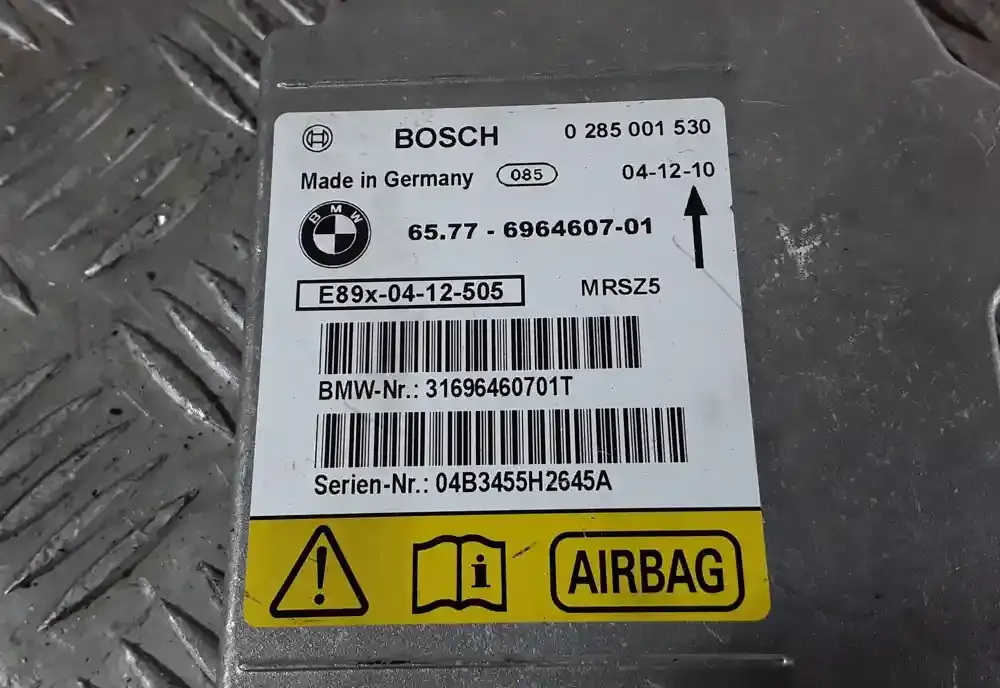 BOSCH 0 285 001 530
Made in Germany 085 04-12-10
BMW 65.77 - 6964607-01
E89x-04-12-505 MRSZ5
BMW-Nr.: 31696460701T
Serien-Nr.: 04B3455H2645A
AIRBAG